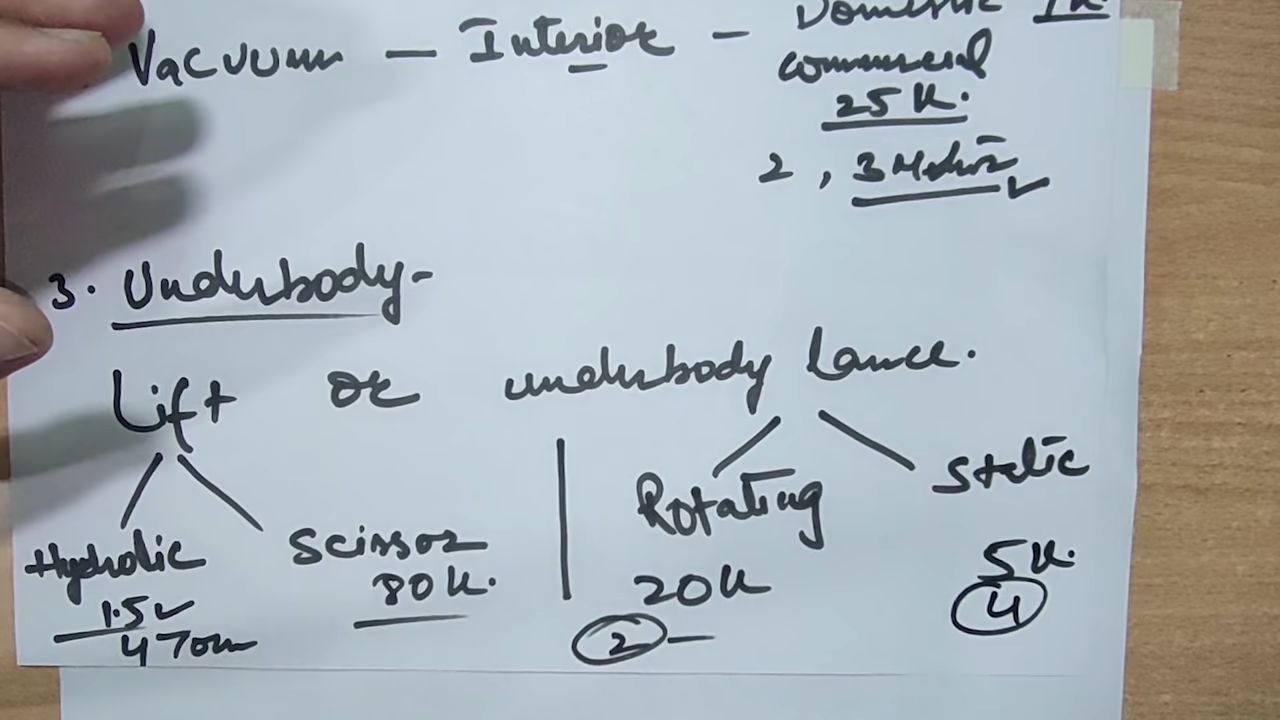 Vacuum — Interior — Domestic
commercial
25K.
2, 3 Motor ✓
3. Underbody-
Lift or underbody Lance.
Hydrolic Scissor Rotating Static
1.5 80K. 20K 5K.
4 Ton 2 — 4